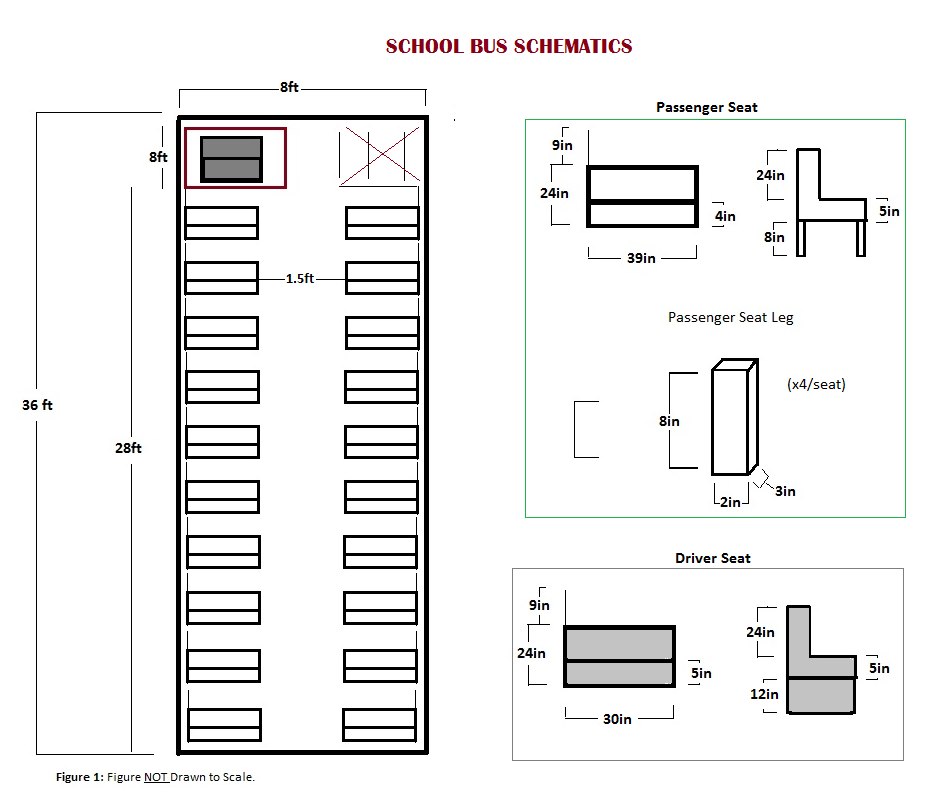 SCHOOL BUS SCHEMATICS
8ft
Passenger Seat
8ft
1.5ft
36 ft
28ft
9in
24in
4in
39in
24in
5in
8in
Passenger Seat Leg
(x4/seat)
8in
2in
3in
Driver Seat
9in
24in
5in
30in
24in
5in
12in
Figure 1: Figure NOT Drawn to Scale.